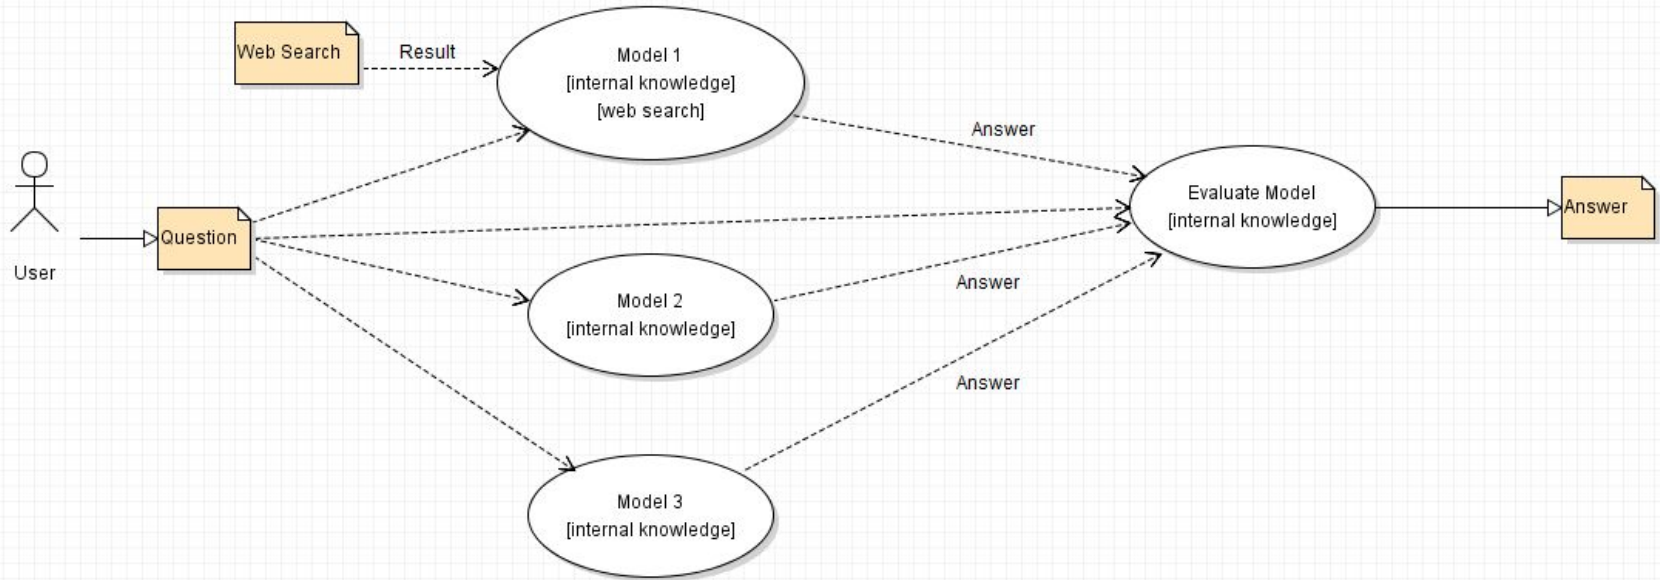 Web Search
Result
Model 1
[internal knowledge]
[web search]
Answer
User
Question
Evaluate Model
[internal knowledge]
Answer
Model 2
[internal knowledge]
Answer
Answer
Model 3
[internal knowledge]